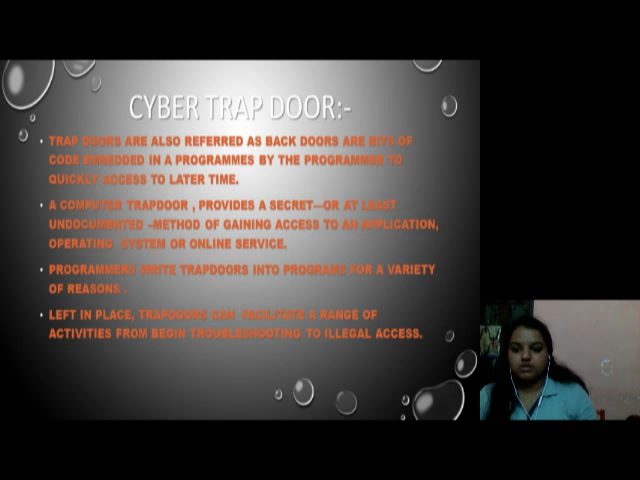 CYBER TRAP DOOR:-
• TRAP DOORS ARE ALSO REFERRED AS BACK DOORS ARE BITS OF
CODE EMBEDDED IN A PROGRAMMES BY THE PROGRAMMER TO
QUICKLY ACCESS TO LATER TIME.
• A COMPUTER TRAPDOOR , PROVIDES A SECRET---OR AT LEAST
UNDOCUMENTED –METHOD OF GAINING ACCESS TO AN APPLICATION,
OPERATING SYSTEM OR ONLINE SERVICE.
• PROGRAMMERS WRITE TRAPDOORS INTO PROGRAMS FOR A VARIETY
OF REASONS .
• LEFT IN PLACE, TRAPDOORS CAN FACILITATE A RANGE OF
ACTIVITIES FROM BEGIN TROUBLESHOOTING TO ILLEGAL ACCESS.